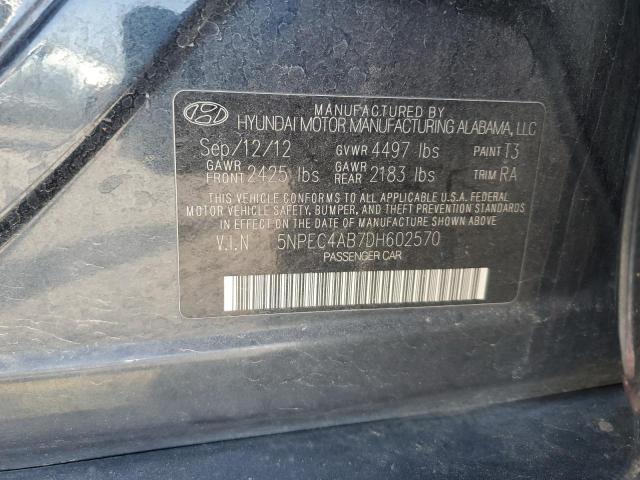 MANUFACTURED BY
HYUNDAI MOTOR MANUFACTURING ALABAMA, LLC
Sep/12/12 GVWR 4497 lbs PAINT T3
GAWR FRONT 2425 lbs GAWR REAR 2183 lbs TRIM RA
THIS VEHICLE CONFORMS TO ALL APPLICABLE U.S.A. FEDERAL
MOTOR VEHICLE SAFETY, BUMPER, AND THEFT PREVENTION STANDARDS
IN EFFECT ON THE DATE OF MANUFACTURE SHOWN ABOVE.
V.I.N 5NPEC4AB7DH602570
PASSENGER CAR